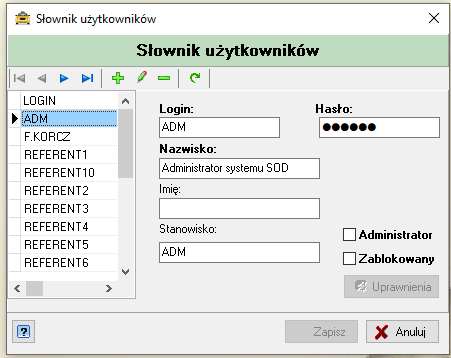 Słownik użytkowników
Słownik użytkowników
LOGIN
ADM
F.KORCZ
REFERENT1
REFERENT10
REFERENT2
REFERENT3
REFERENT4
REFERENT5
REFERENT6
Login:
Hasło:
ADM
●●●●●●
Nazwisko:
Administrator systemu SOD
Imię:
Stanowisko:
ADM
Administrator
Zablokowany
Uprawnienia
?
Zapisz
Anuluj